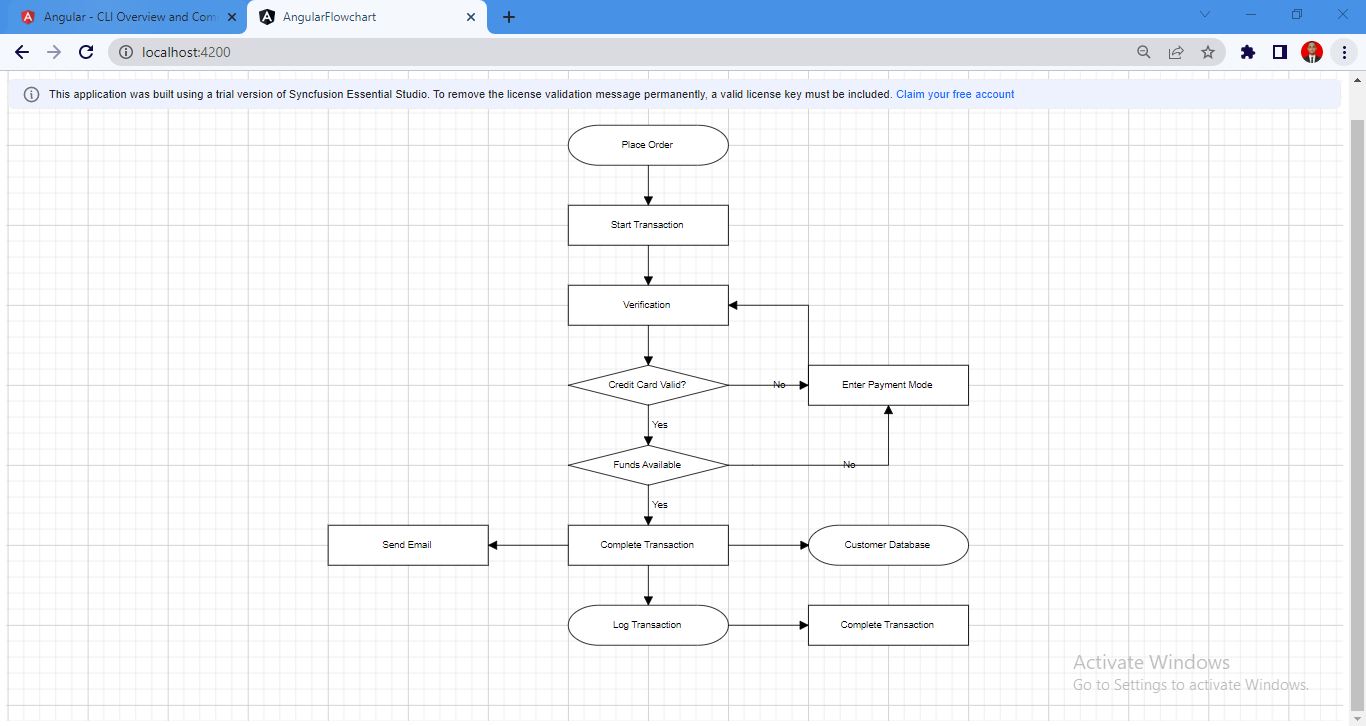 Angular - CLI Overview and Com
AngularFlowchart
localhost:4200
This application was built using a trial version of Syncfusion Essential Studio. To remove the license validation message permanently, a valid license key must be included. Claim your free account
Place Order
Start Transaction
Verification
Credit Card Valid?
No
Enter Payment Mode
Yes
Funds Available
No
Yes
Send Email
Complete Transaction
Customer Database
Log Transaction
Complete Transaction
Activate Windows
Go to Settings to activate Windows.